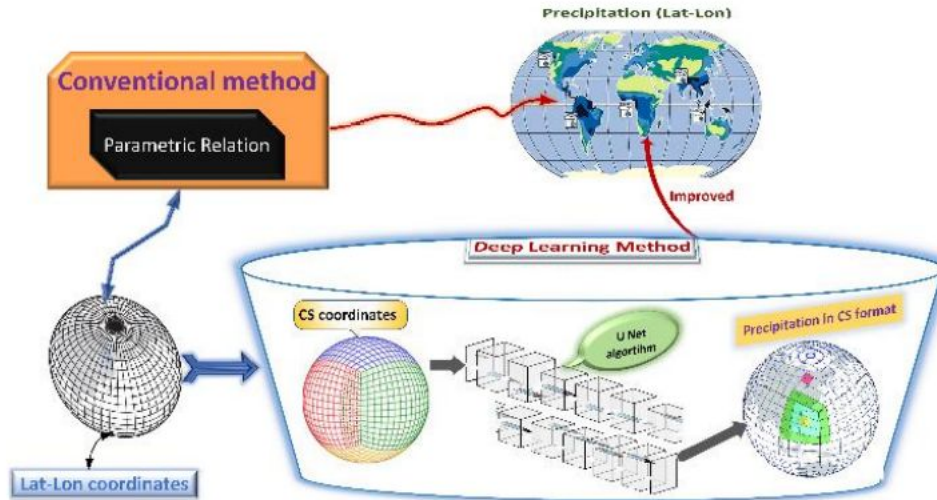 Precipitation (Lat-Lon)
Conventional method
Parametric Relation
Improved
Deep Learning Method
CS coordinates
U Net
algortihm
Precipitation in CS format
Lat-Lon coordinates